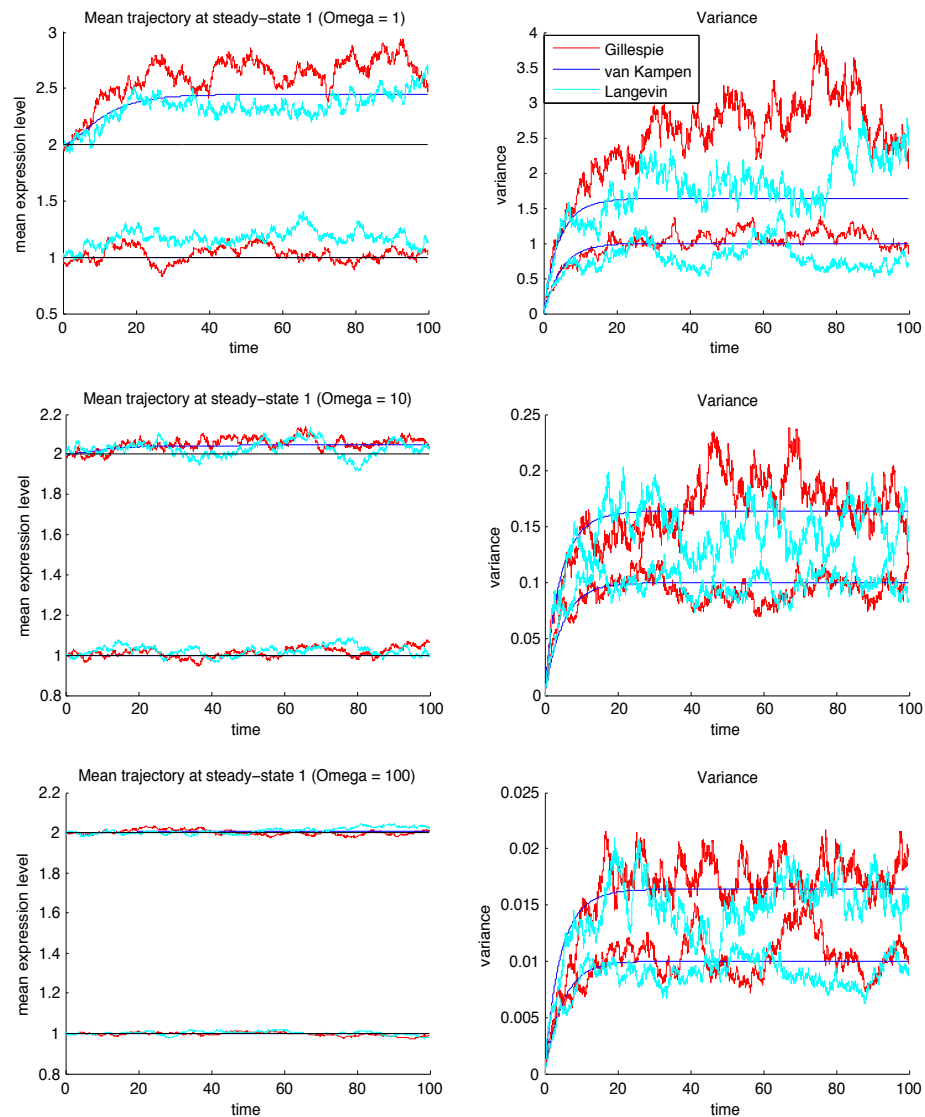 Mean trajectory at steady-state 1 (Omega = 1)
3
2.5
2
1.5
1
0.5
mean expression level
0 20 40 60 80 100
time
Variance
4
3.5
3
2.5
2
1.5
1
0.5
0
variance
Gillespie
van Kampen
Langevin
0 20 40 60 80 100
time
Mean trajectory at steady-state 1 (Omega = 10)
2.2
2
1.8
1.6
1.4
1.2
1
0.8
mean expression level
0 20 40 60 80 100
time
Variance
0.25
0.2
0.15
0.1
0.05
0
variance
0 20 40 60 80 100
time
Mean trajectory at steady-state 1 (Omega = 100)
2.2
2
1.8
1.6
1.4
1.2
1
0.8
mean expression level
0 20 40 60 80 100
time
Variance
0.025
0.02
0.015
0.01
0.005
0
variance
0 20 40 60 80 100
time